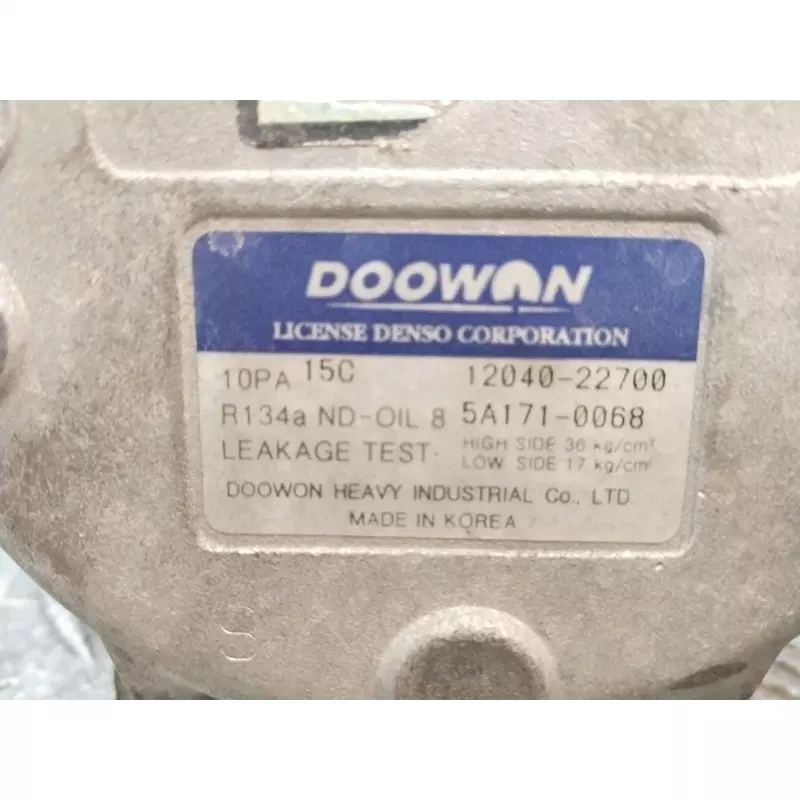 DOOWON
LICENSE DENSO CORPORATION
10PA 15C 12040-22700
R134a ND-OIL 8 5A171-0068
LEAKAGE TEST· HIGH SIDE 36 kg/cm²
LOW SIDE 17 kg/cm²
DOOWON HEAVY INDUSTRIAL Co., LTD.
MADE IN KOREA
S